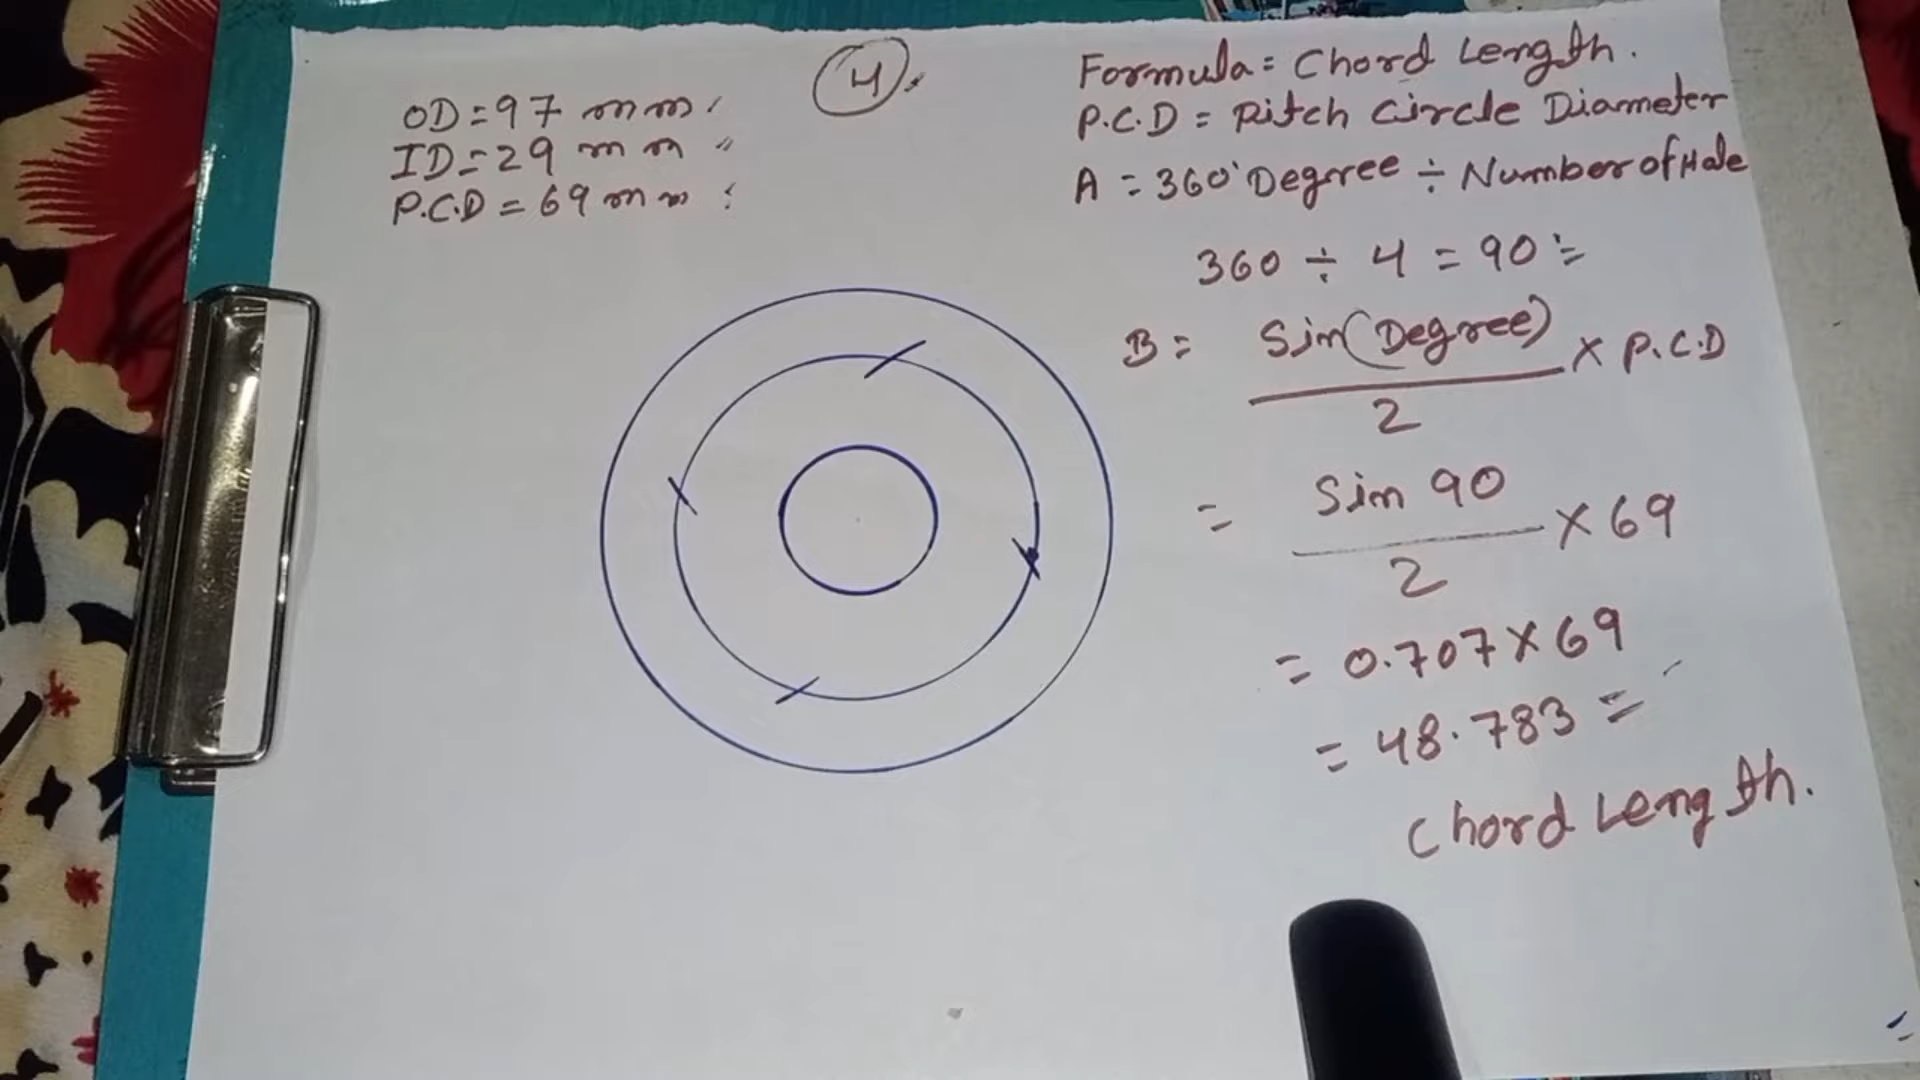 4
OD = 97 mm
ID = 29 mm
P.C.D = 69 mm
Formula = Chord Length.
P.C.D = Pitch Circle Diameter
A = 360° Degree ÷ Number of Hole
360 ÷ 4 = 90 =
B = Sin(Degree) / 2 × P.C.D
= Sin 90 / 2 × 69
= 0.707 × 69
= 48.783 =
Chord Length.